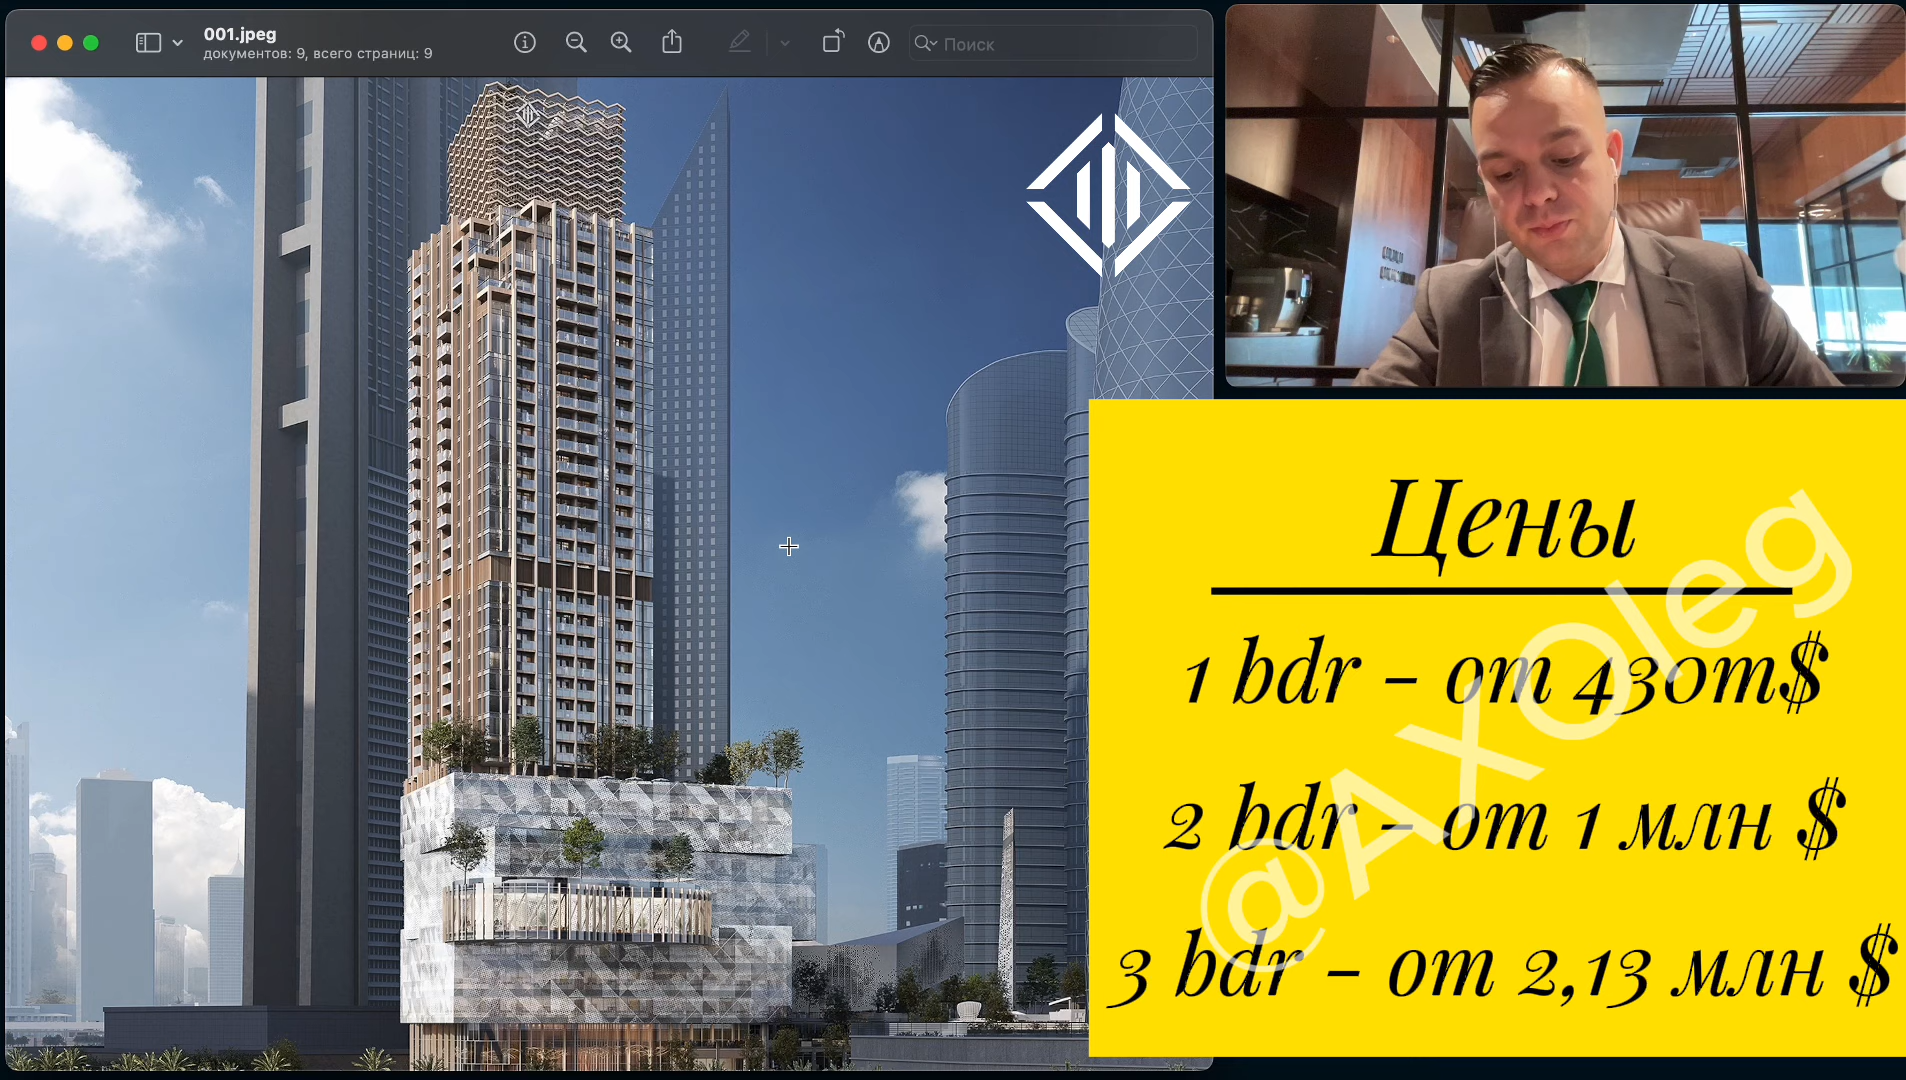 001.jpeg
документов: 9, всего страниц: 9
Поиск
Цены
1 bdr - от 430т$
2 bdr - от 1 млн $
3 bdr - от 2,13 млн $
@AXOleg